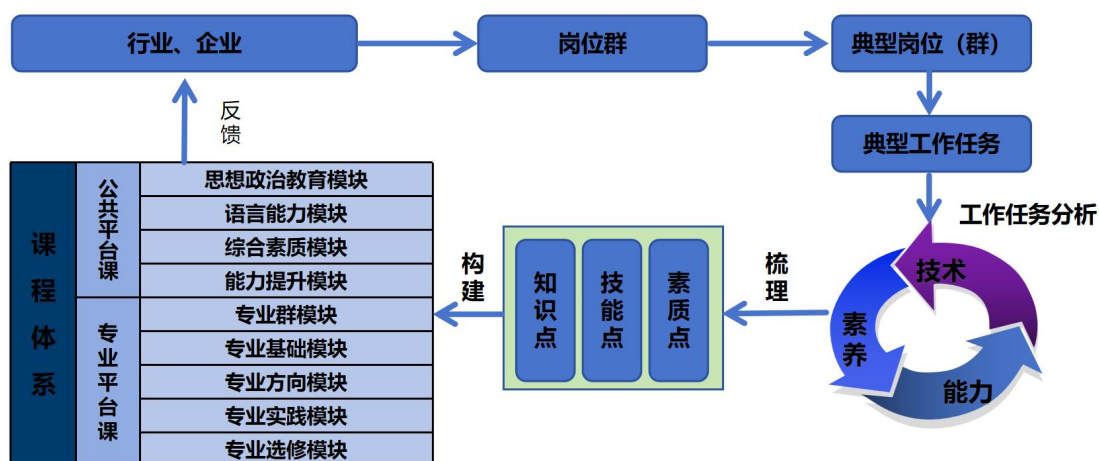 行业、企业
岗位群
典型岗位（群）
典型工作任务
工作任务分析
技术
素养
能力
梳理
知识点
技能点
素质点
构建
课程体系
公共平台课
思想政治教育模块
语言能力模块
综合素质模块
能力提升模块
专业平台课
专业群模块
专业基础模块
专业方向模块
专业实践模块
专业选修模块
反馈